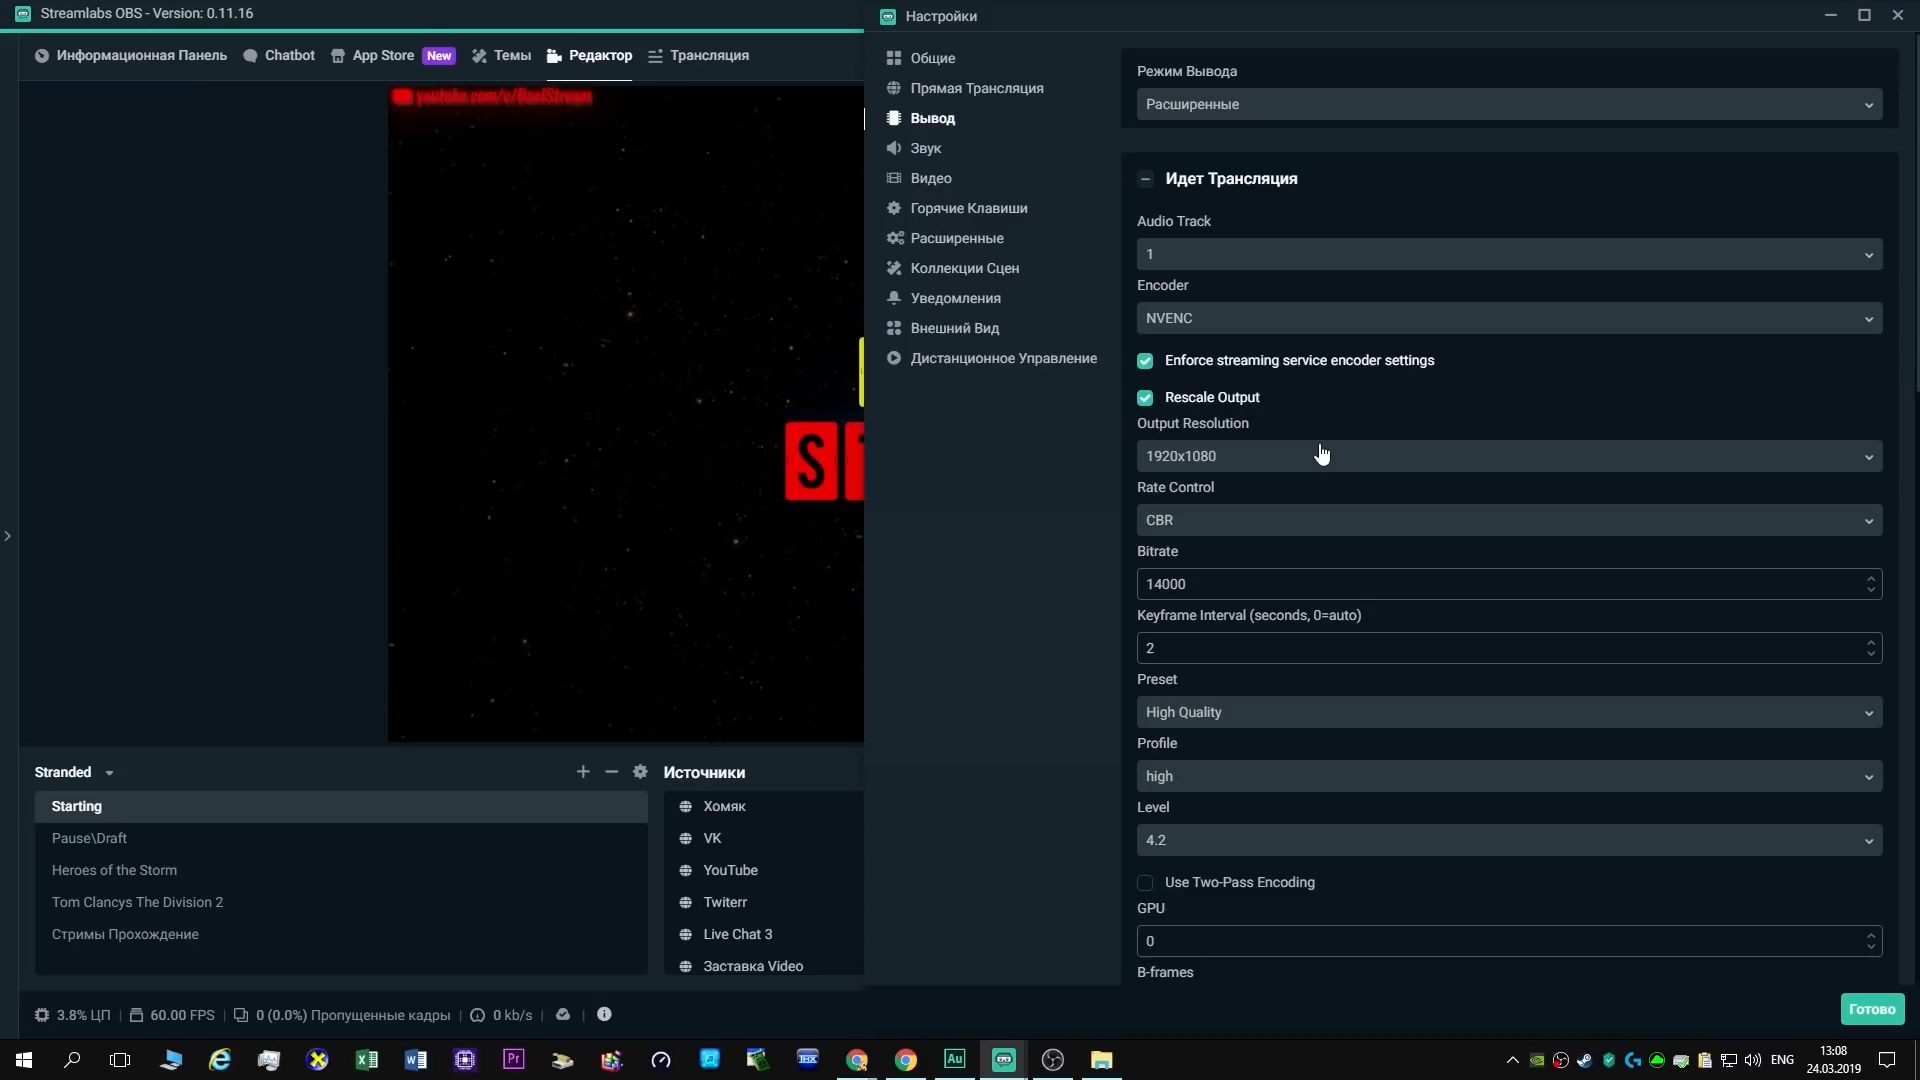 Streamlabs OBS - Version: 0.11.16
Информационная Панель
Chatbot
App Store
New
Темы
Редактор
Трансляция
youtube.com/c/BaelStream
S
Stranded
Starting
Pause\Draft
Heroes of the Storm
Tom Clancys The Division 2
Стримы Прохождение
Источники
Хомяк
VK
YouTube
Twiterr
Live Chat 3
Заставка Video
3.8% ЦП
60.00 FPS
0 (0.0%) Пропущенные кадры
0 kb/s
Настройки
Общие
Прямая Трансляция
Вывод
Звук
Видео
Горячие Клавиши
Расширенные
Коллекции Сцен
Уведомления
Внешний Вид
Дистанционное Управление
Режим Вывода
Расширенные
Идет Трансляция
Audio Track
1
Encoder
NVENC
Enforce streaming service encoder settings
Rescale Output
Output Resolution
1920x1080
Rate Control
CBR
Bitrate
14000
Keyframe Interval (seconds, 0=auto)
2
Preset
High Quality
Profile
high
Level
4.2
Use Two-Pass Encoding
GPU
0
B-frames
Готово
Pr
Au
ENG
13:08
24.03.2019